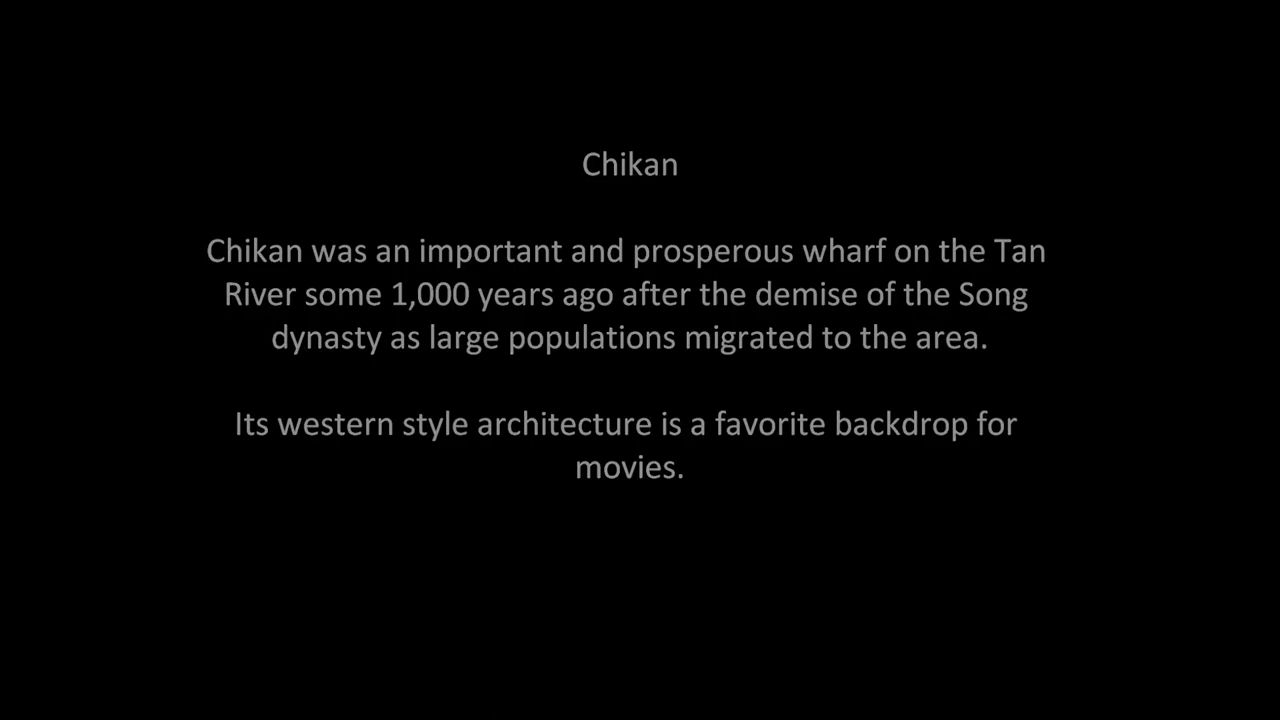 Chikan
Chikan was an important and prosperous wharf on the Tan
River some 1,000 years ago after the demise of the Song
dynasty as large populations migrated to the area.
Its western style architecture is a favorite backdrop for
movies.